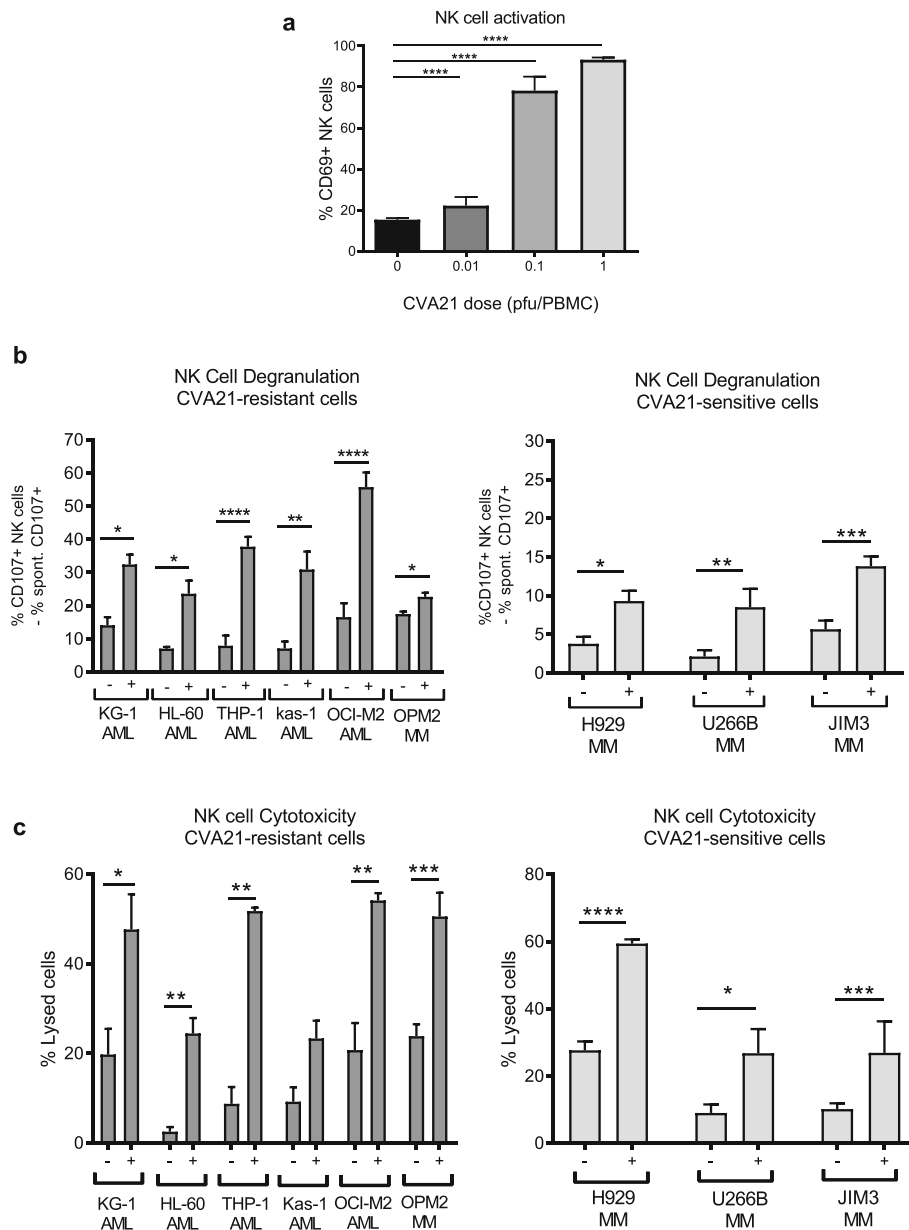 a
NK cell activation
****
****
****
100
80
60
40
20
0
% CD69+ NK cells
0 0.01 0.1 1
CVA21 dose (pfu/PBMC)
b
NK Cell Degranulation
CVA21-resistant cells
% CD107+ NK cells
- % spont. CD107+
70
60
50
40
30
20
10
0
* * **** ** **** *
- + - + - + - + - + - +
KG-1 HL-60 THP-1 kas-1 OCI-M2 OPM2
AML AML AML AML AML MM
NK Cell Degranulation
CVA21-sensitive cells
%CD107+ NK cells
- % spont. CD107+
30
25
20
15
10
5
0
* ** ***
- + - + - +
H929 U266B JIM3
MM MM MM
c
NK cell Cytotoxicity
CVA21-resistant cells
% Lysed cells
60
40
20
0
* ** ** ** ***
- + - + - + - + - + - +
KG-1 HL-60 THP-1 Kas-1 OCI-M2 OPM2
AML AML AML AML AML MM
NK cell Cytotoxicity
CVA21-sensitive cells
% Lysed cells
80
60
40
20
0
**** * ***
- + - + - +
H929 U266B JIM3
MM MM MM